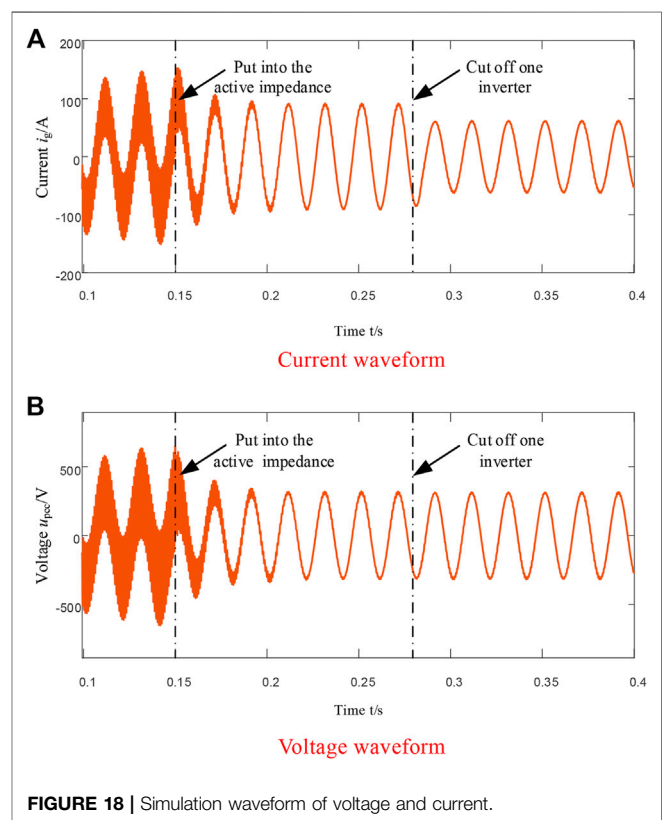 A
200
Put into the
active impedance
Cut off one
inverter
100
Current ig/A
0
-100
-200
0.1 0.15 0.2 0.25 0.3 0.35 0.4
Time t/s
Current waveform
B
Put into the
active impedance
Cut off one
inverter
500
Voltage upcc/V
0
-500
0.1 0.15 0.2 0.25 0.3 0.35 0.4
Time t/s
Voltage waveform
FIGURE 18 | Simulation waveform of voltage and current.